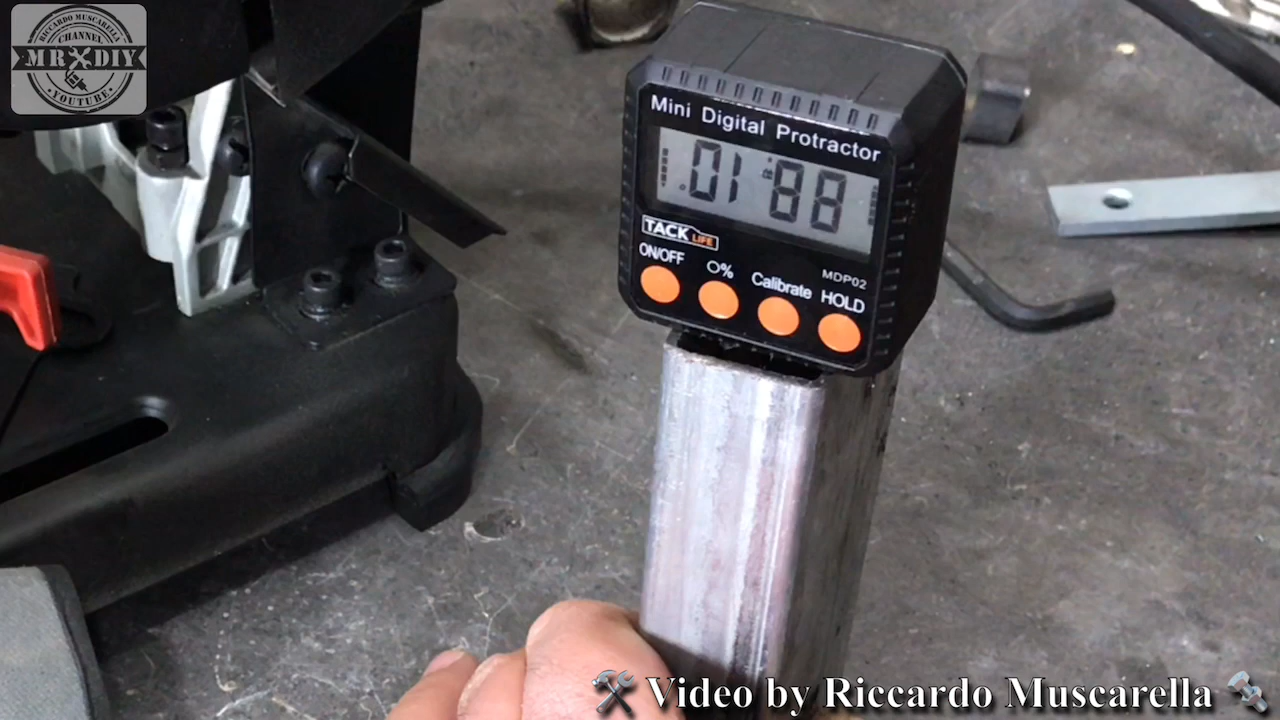 RICCARDO MUSCARELLA
CHANNEL
MR DIY
YOUTUBE
Mini Digital Protractor
01 88
TACK LIFE
MDP02
ON/OFF O% Calibrate HOLD
Video by Riccardo Muscarella